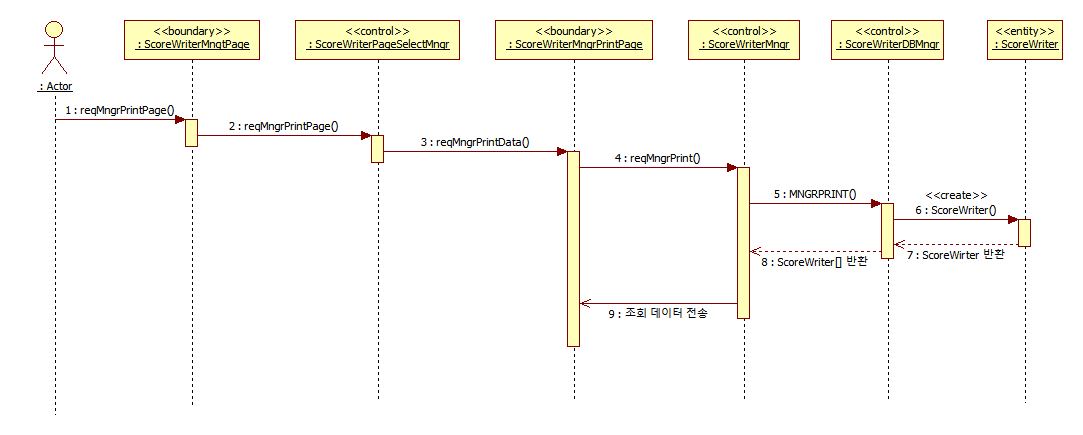 <<boundary>>
: ScoreWriterMngtPage
<<control>>
: ScoreWriterPageSelectMngr
<<boundary>>
: ScoreWriterMngrPrintPage
<<control>>
: ScoreWriterMngr
<<control>>
: ScoreWriterDBMngr
<<entity>>
: ScoreWriter
: Actor
1 : reqMngrPrintPage()
2 : reqMngrPrintPage()
3 : reqMngrPrintData()
4 : reqMngrPrint()
5 : MNGRPRINT()
<<create>>
6 : ScoreWriter()
7 : ScoreWirter 반환
8 : ScoreWriter[] 반환
9 : 조회 데이터 전송